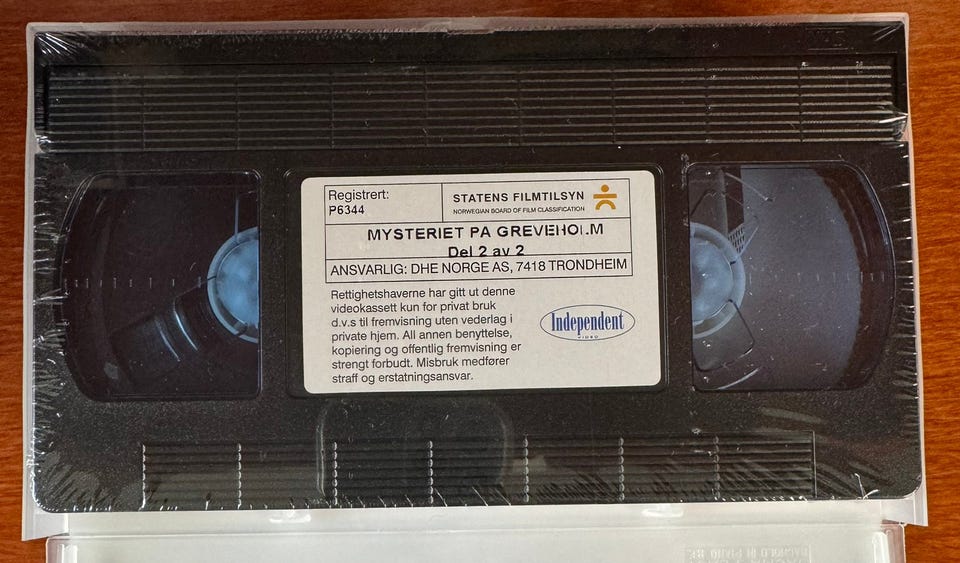 Registrert:
P6344
STATENS FILMTILSYN
NORWEGIAN BOARD OF FILM CLASSIFICATION
MYSTERIET PA GREVEHOLM
Del 2 av 2
ANSVARLIG: DHE NORGE AS, 7418 TRONDHEIM
Rettighetshaverne har gitt ut denne
videokassett kun for privat bruk
d.v.s til fremvisning uten vederlag i
private hjem. All annen benyttelse,
kopiering og offentlig fremvisning er
strengt forbudt. Misbruk medfører
straff og erstatningsansvar.
Independent
VIDEO
VHS